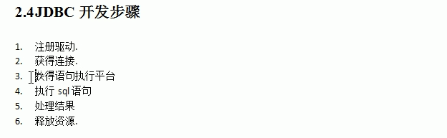 2.4JDBC 开发步骤
1. 注册驱动.
2. 获得连接.
3. 获得语句执行平台
4. 执行 sql 语句
5. 处理结果
6. 释放资源.